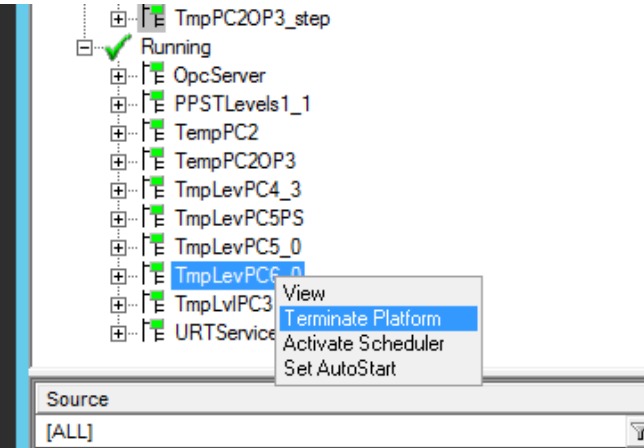 TmpPC2OP3_step
Running
OpcServer
PPSTLevels1_1
TempPC2
TempPC2OP3
TmpLevPC4_3
TmpLevPC5PS
TmpLevPC5_0
TmpLevPC6_0
View
TmpLvlPC3
Terminate Platform
URTService
Activate Scheduler
Set AutoStart
Source
[ALL]